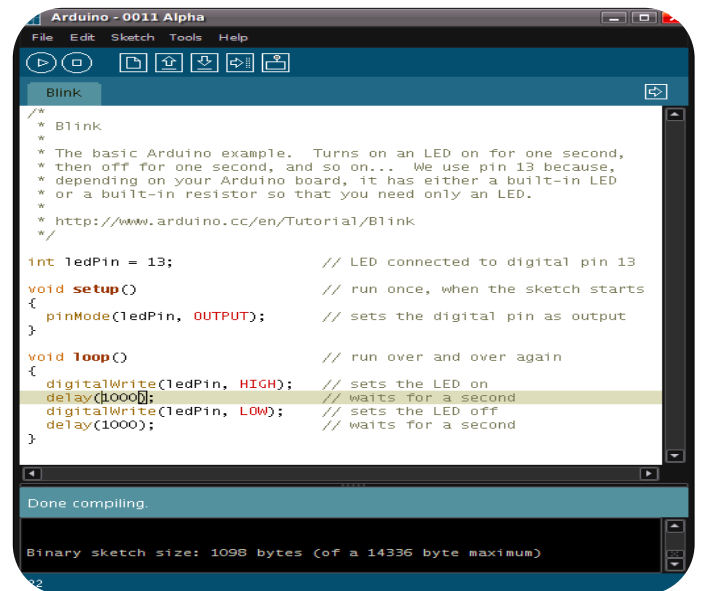 Arduino - 0011 Alpha
File Edit Sketch Tools Help
Blink
/*
 * Blink
 *
 * The basic Arduino example.  Turns on an LED on for one second,
 * then off for one second, and so on...  We use pin 13 because,
 * depending on your Arduino board, it has either a built-in LED
 * or a built-in resistor so that you need only an LED.
 *
 * http://www.arduino.cc/en/Tutorial/Blink
 */
int ledPin = 13;                // LED connected to digital pin 13
void setup()                    // run once, when the sketch starts
{
  pinMode(ledPin, OUTPUT);      // sets the digital pin as output
}
void loop()                     // run over and over again
{
  digitalWrite(ledPin, HIGH);   // sets the LED on
  delay(1000);                  // waits for a second
  digitalWrite(ledPin, LOW);    // sets the LED off
  delay(1000);                  // waits for a second
}
Done compiling.
Binary sketch size: 1098 bytes (of a 14336 byte maximum)
22